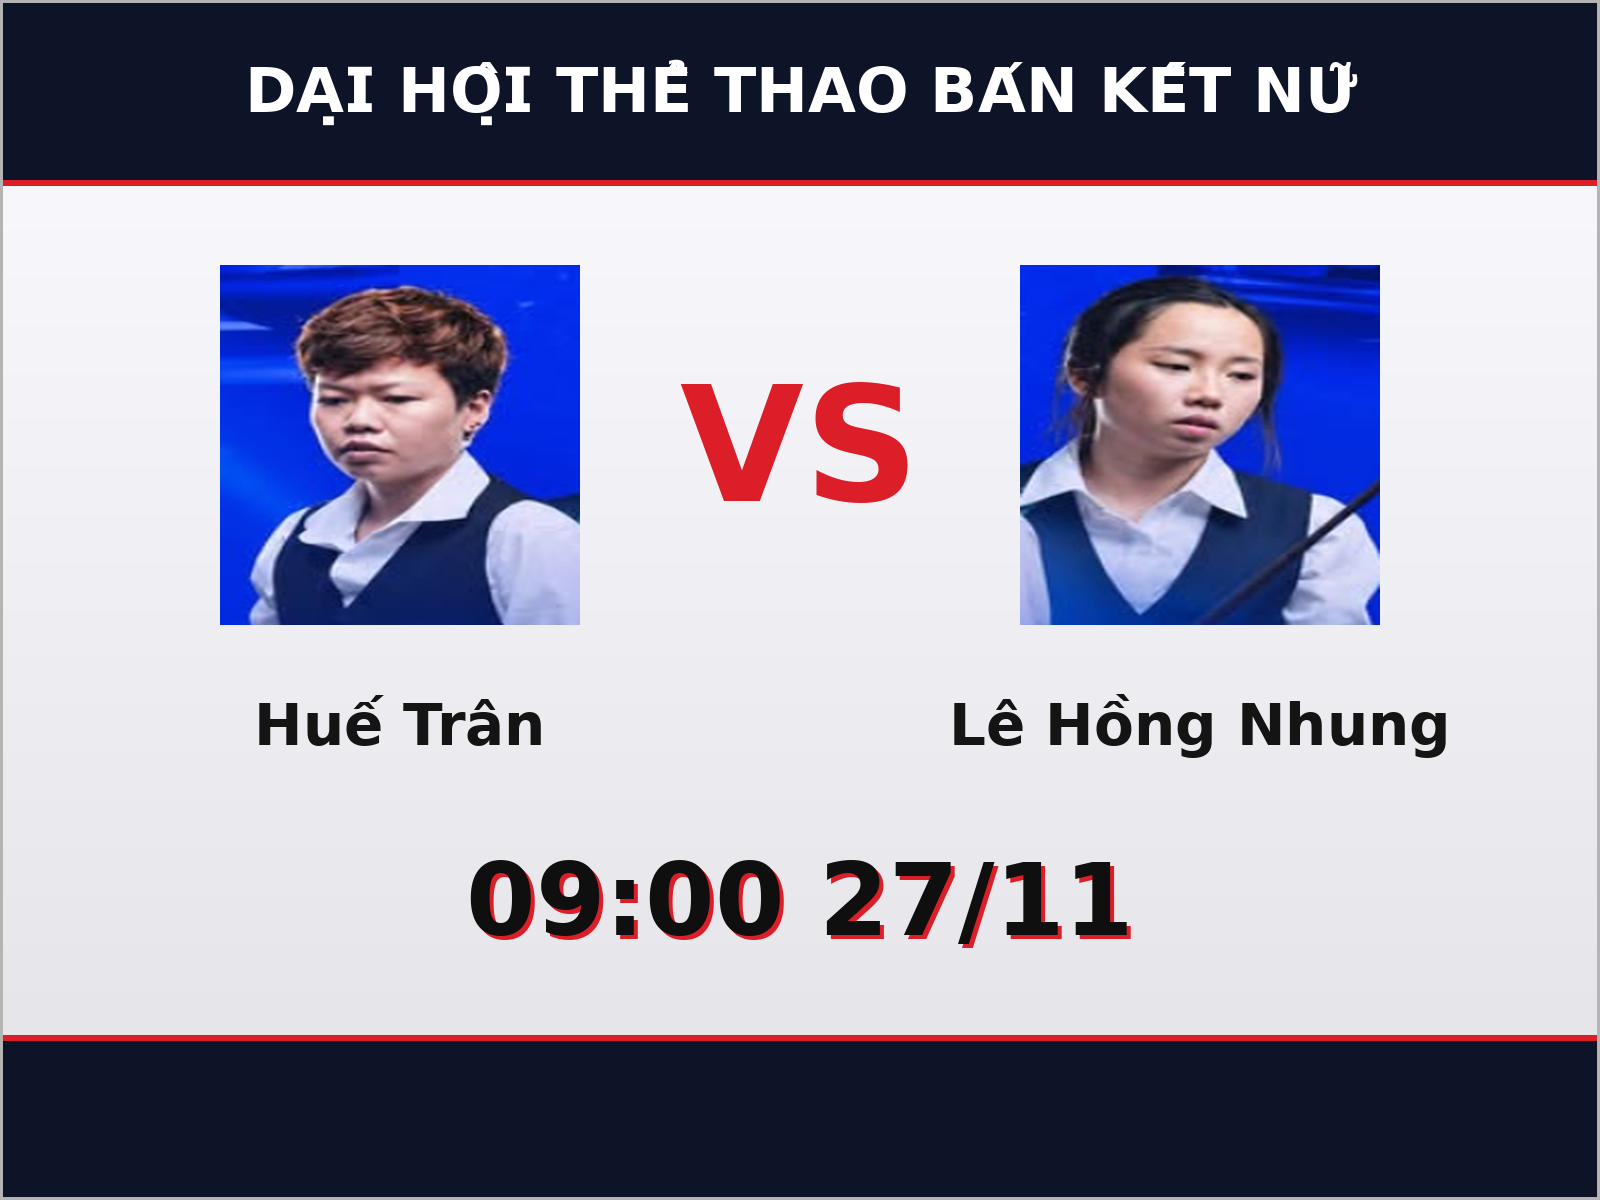 DẠI HỘI THỂ THAO BÁN KẾT NỮ
VS
Huế Trân
Lê Hồng Nhung
09:00 27/11